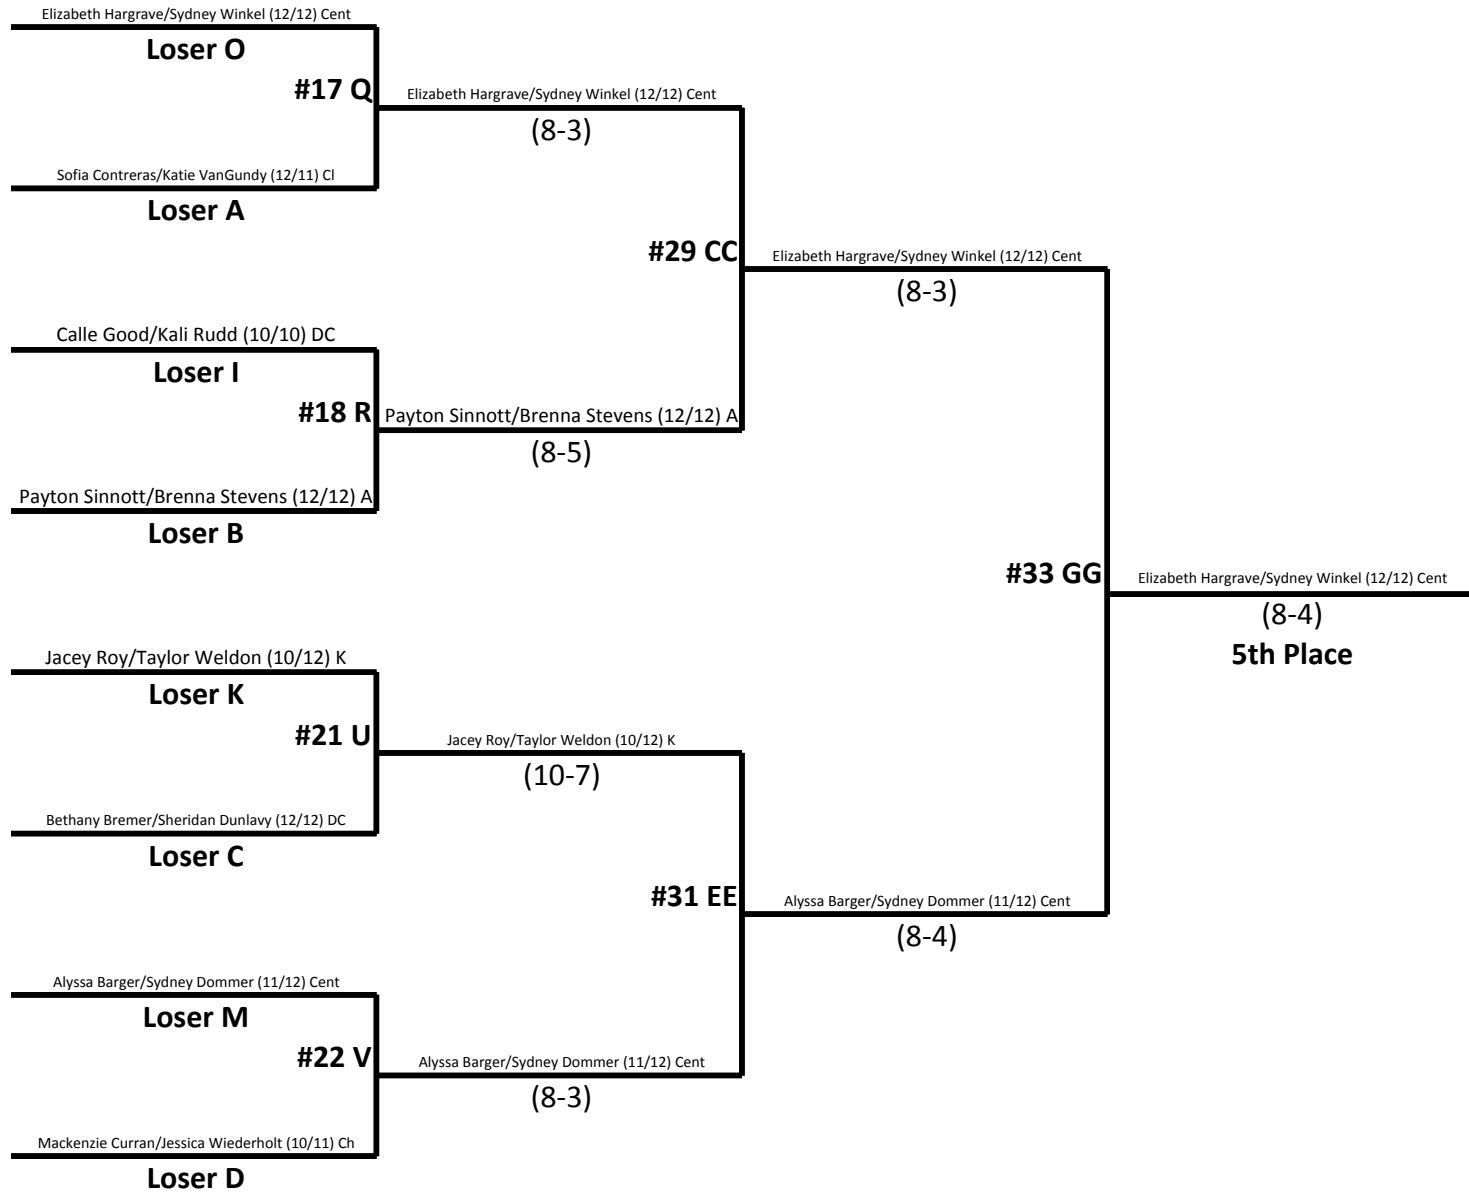 Elizabeth Hargrave/Sydney Winkel (12/12) Cent
Loser O
#17 Q
Elizabeth Hargrave/Sydney Winkel (12/12) Cent
(8-3)
Sofia Contreras/Katie VanGundy (12/11) Cl
Loser A
#29 CC
Elizabeth Hargrave/Sydney Winkel (12/12) Cent
(8-3)
Calle Good/Kali Rudd (10/10) DC
Loser I
#18 R
Payton Sinnott/Brenna Stevens (12/12) A
(8-5)
Payton Sinnott/Brenna Stevens (12/12) A
Loser B
#33 GG
Elizabeth Hargrave/Sydney Winkel (12/12) Cent
(8-4)
5th Place
Jacey Roy/Taylor Weldon (10/12) K
Loser K
#21 U
Jacey Roy/Taylor Weldon (10/12) K
(10-7)
Bethany Bremer/Sheridan Dunlavy (12/12) DC
Loser C
#31 EE
Alyssa Barger/Sydney Dommer (11/12) Cent
(8-4)
Alyssa Barger/Sydney Dommer (11/12) Cent
Loser M
#22 V
Alyssa Barger/Sydney Dommer (11/12) Cent
(8-3)
Mackenzie Curran/Jessica Wiederholt (10/11) Ch
Loser D